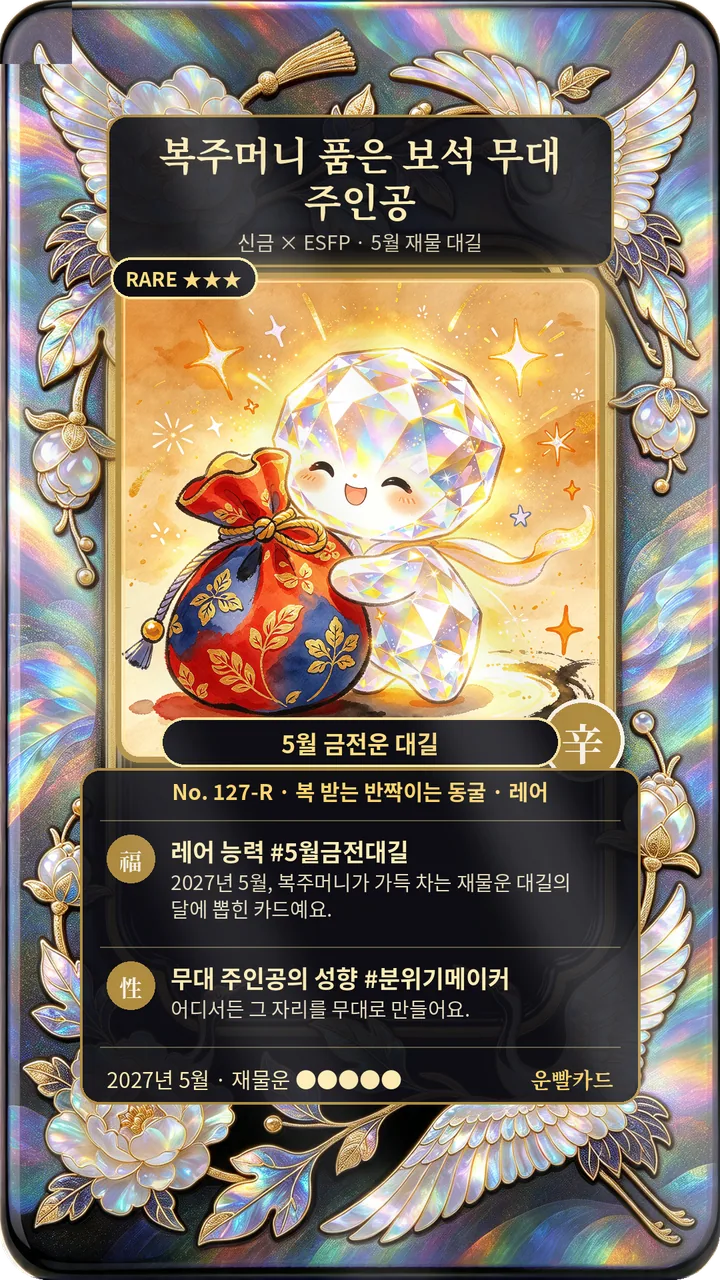 복주머니 품은 보석 무대
주인공
신금 × ESFP · 5월 재물 대길
RARE ★★★
5월 금전운 대길
辛
No. 127-R · 복 받는 반짝이는 동굴 · 레어
福
레어 능력 #5월금전대길
2027년 5월, 복주머니가 가득 차는 재물운 대길의
달에 뽑힌 카드예요.
性
무대 주인공의 성향 #분위기메이커
어디서든 그 자리를 무대로 만들어요.
2027년 5월 · 재물운 ●●●●●
운빨카드